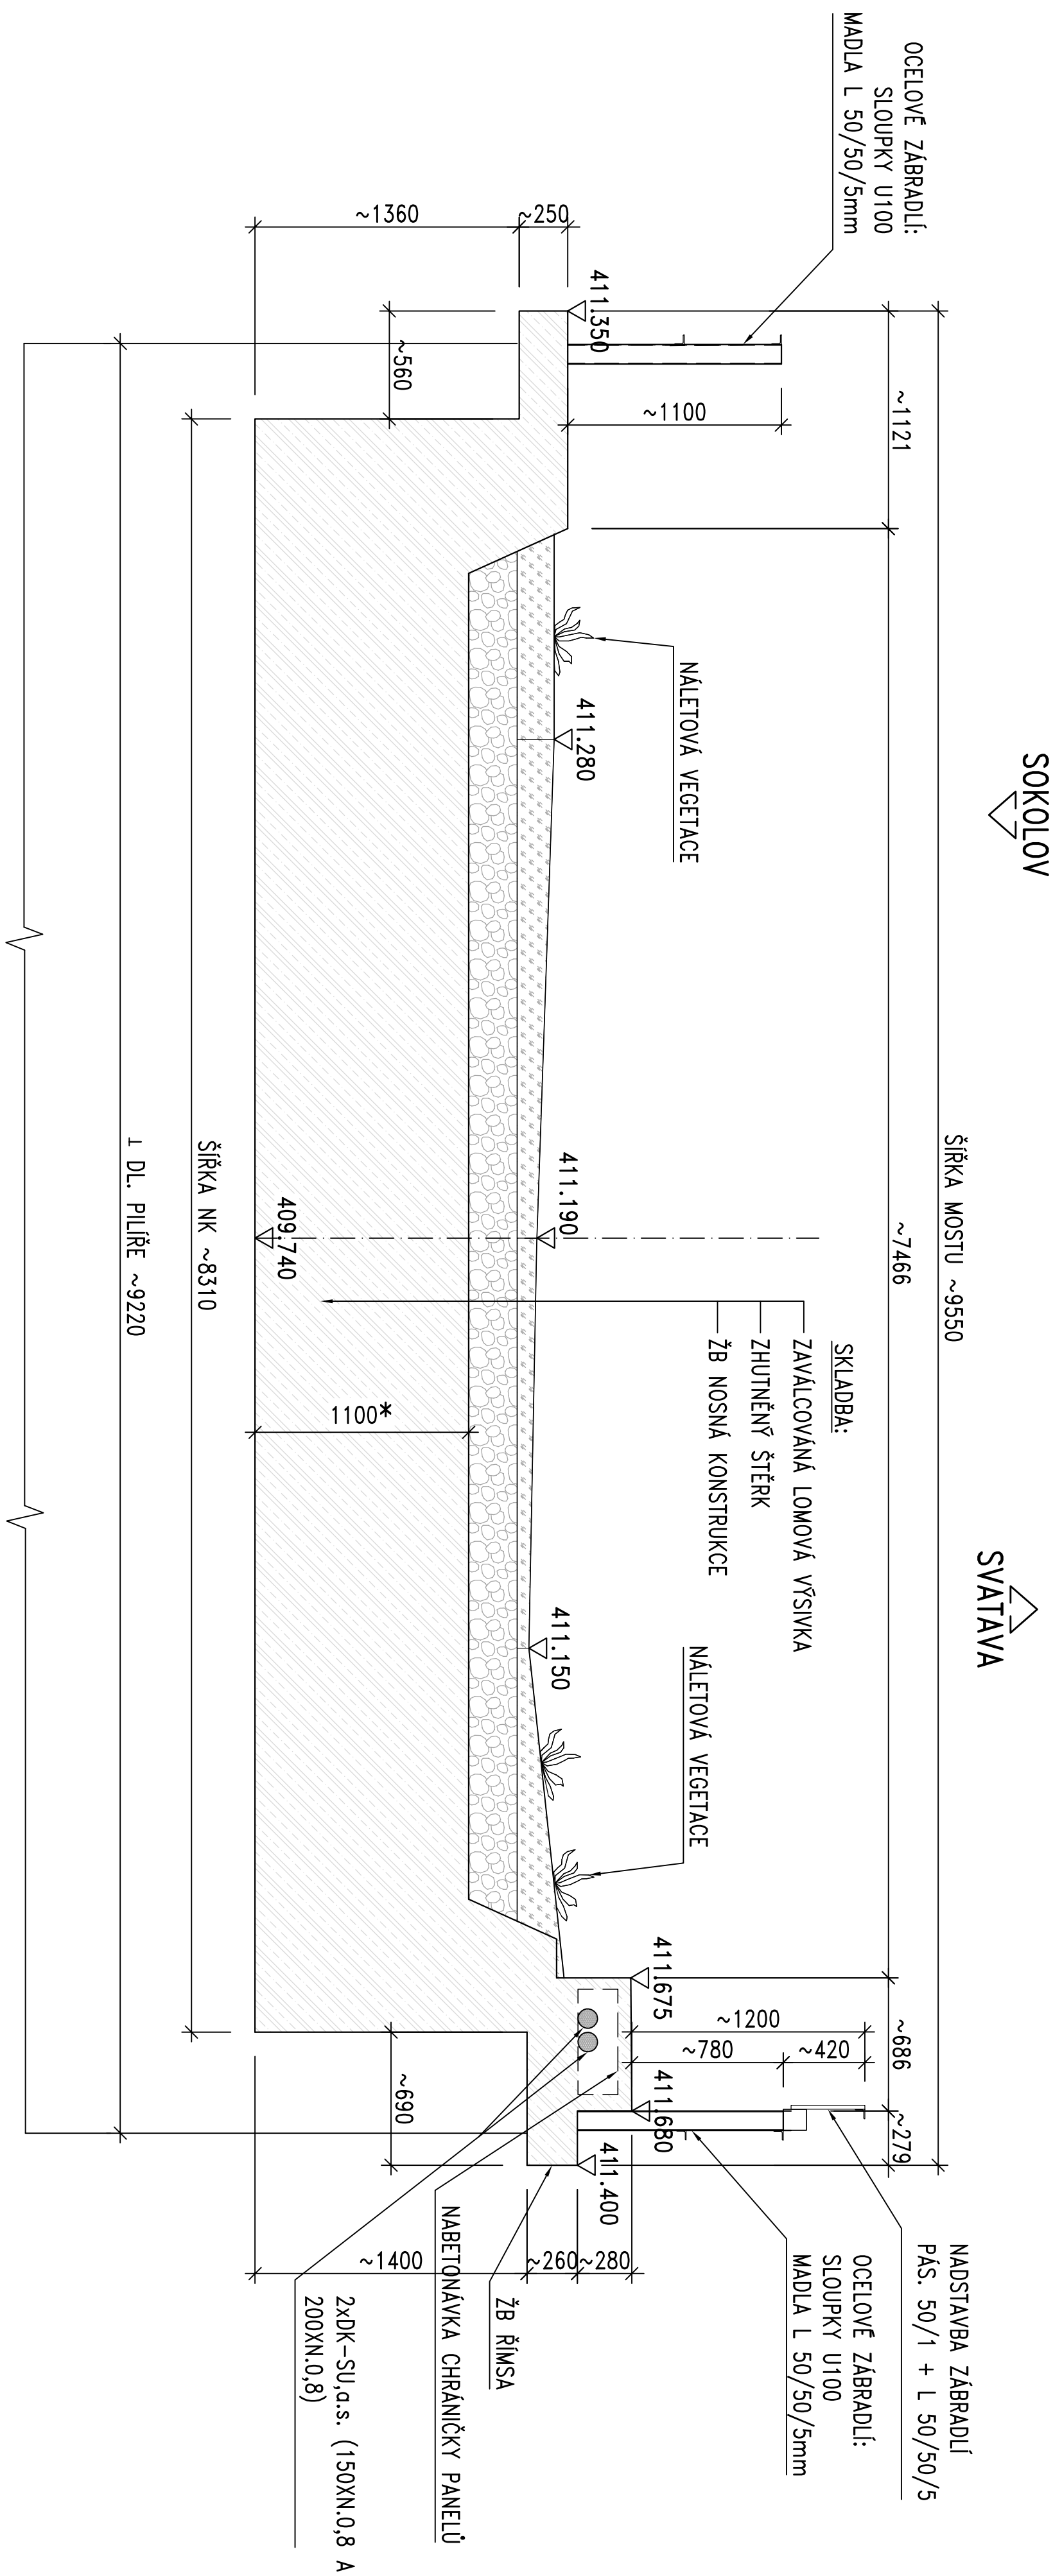 SOKOLOV
SVATAVA
OCELOVÉ ZÁBRADLÍ:
SLOUPKY U100
MADLA L 50/50/5mm
NADSTAVBA ZÁBRADLÍ
PÁS. 50/1 + L 50/50/5
OCELOVÉ ZÁBRADLÍ:
SLOUPKY U100
MADLA L 50/50/5mm
ŠÍŘKA MOSTU ~9550
~1121
~7466
~686
~279
SKLADBA:
ZAVÁLCOVÁNÁ LOMOVÁ VÝSIVKA
ZHUTNĚNÝ ŠTĚRK
ŽB NOSNÁ KONSTRUKCE
NÁLETOVÁ VEGETACE
NÁLETOVÁ VEGETACE
~1100
~1200
~780
~420
411.350
411.280
411.190
411.150
411.675
411.680
411.400
~250
~1360
~560
1100*
409.740
~690
~280
~260
~1400
ŽB ŘÍMSA
NABETONÁVKA CHRÁNIČKY PANELŮ
2xDK-SU,a.s. (150XN.0,8 A
200XN.0,8)
ŠÍŘKA NK ~8310
⊥ DL. PILÍŘE ~9220